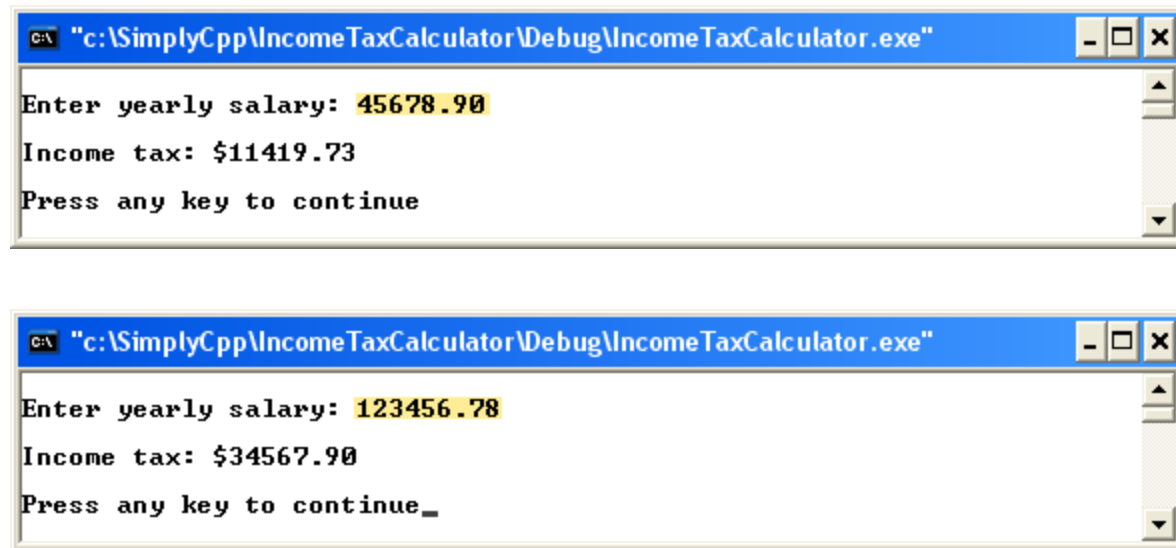 "c:\SimplyCpp\IncomeTaxCalculator\Debug\IncomeTaxCalculator.exe"
Enter yearly salary: 45678.90
Income tax: $11419.73
Press any key to continue
"c:\SimplyCpp\IncomeTaxCalculator\Debug\IncomeTaxCalculator.exe"
Enter yearly salary: 123456.78
Income tax: $34567.90
Press any key to continue_